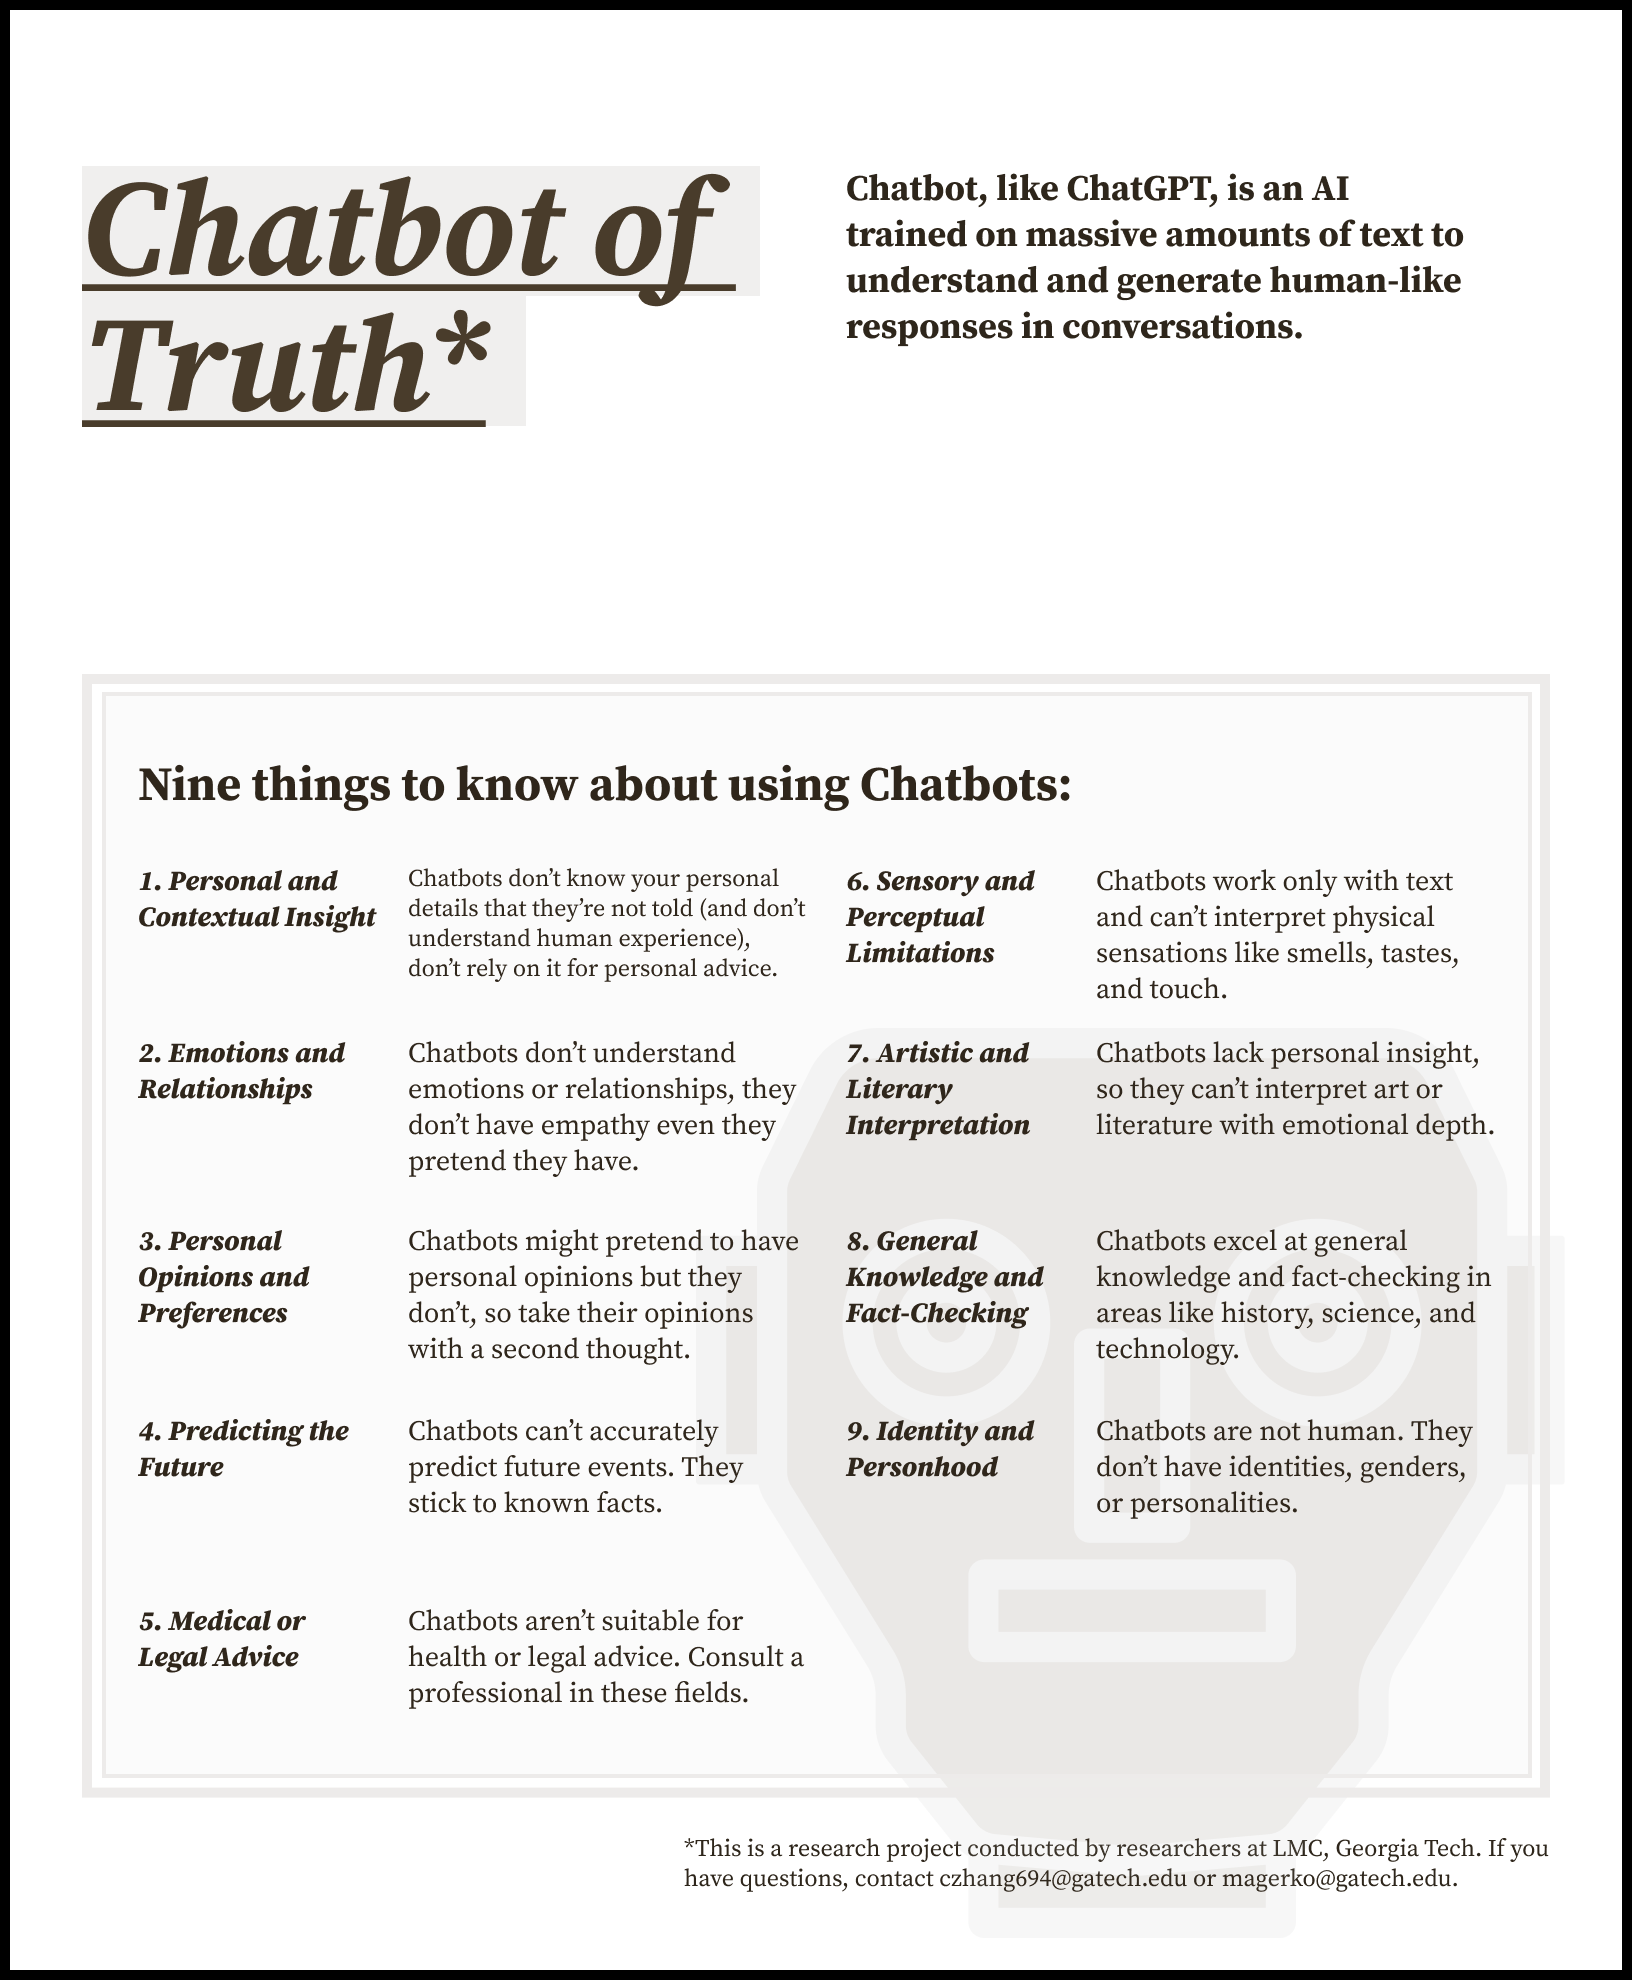 Chatbot of
Truth*
Chatbot, like ChatGPT, is an AI
trained on massive amounts of text to
understand and generate human-like
responses in conversations.
Nine things to know about using Chatbots:
1. Personal and
Contextual Insight
Chatbots don’t know your personal
details that they’re not told (and don’t
understand human experience),
don’t rely on it for personal advice.
2. Emotions and
Relationships
Chatbots don’t understand
emotions or relationships, they
don’t have empathy even they
pretend they have.
3. Personal
Opinions and
Preferences
Chatbots might pretend to have
personal opinions but they
don’t, so take their opinions
with a second thought.
4. Predicting the
Future
Chatbots can’t accurately
predict future events. They
stick to known facts.
5. Medical or
Legal Advice
Chatbots aren’t suitable for
health or legal advice. Consult a
professional in these fields.
6. Sensory and
Perceptual
Limitations
Chatbots work only with text
and can’t interpret physical
sensations like smells, tastes,
and touch.
7. Artistic and
Literary
Interpretation
Chatbots lack personal insight,
so they can’t interpret art or
literature with emotional depth.
8. General
Knowledge and
Fact-Checking
Chatbots excel at general
knowledge and fact-checking in
areas like history, science, and
technology.
9. Identity and
Personhood
Chatbots are not human. They
don’t have identities, genders,
or personalities.
*This is a research project conducted by researchers at LMC, Georgia Tech. If you
have questions, contact czhang694@gatech.edu or magerko@gatech.edu.